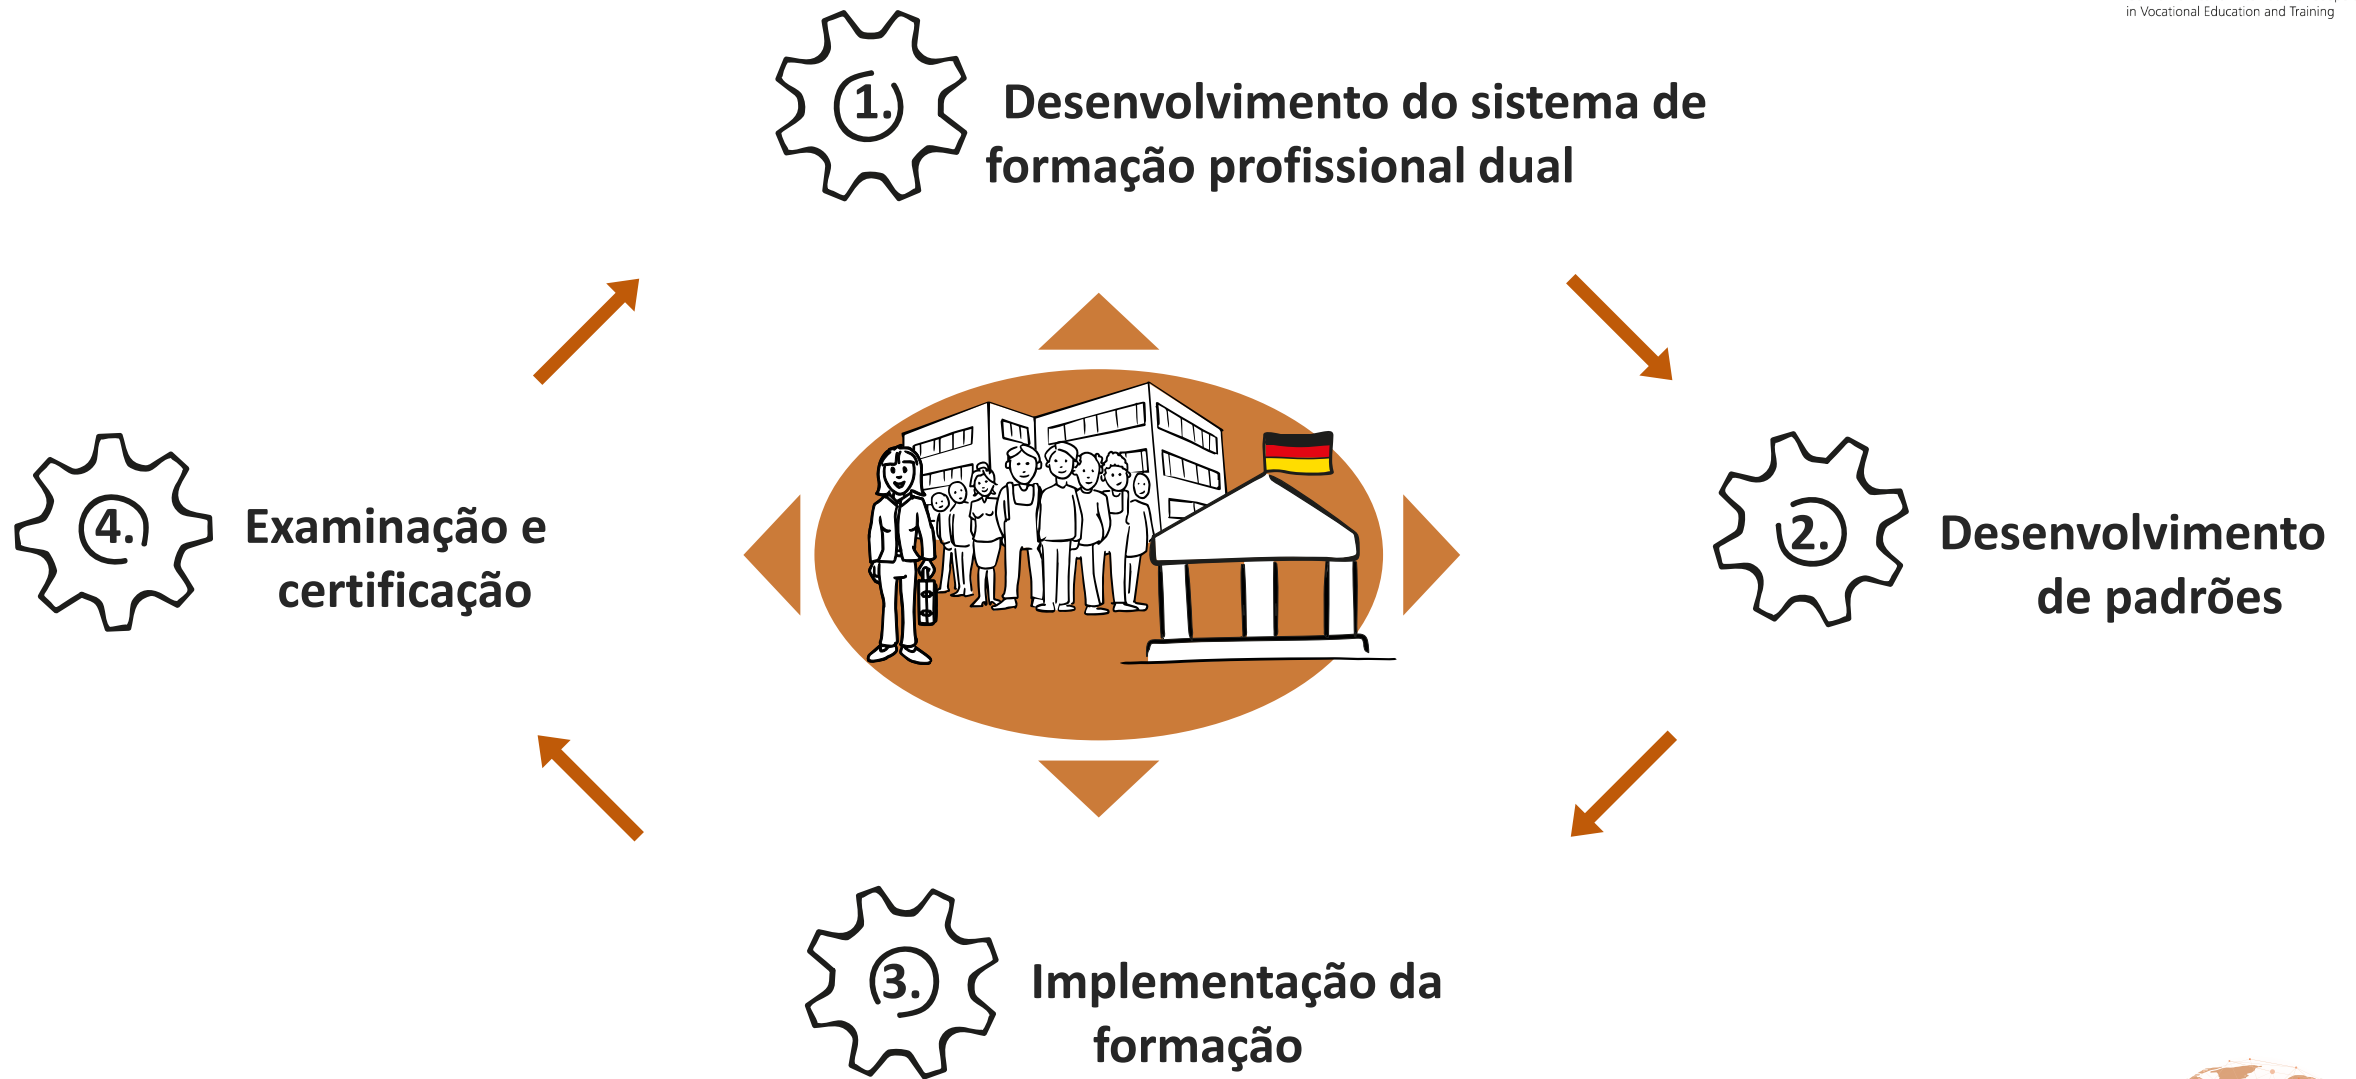 in Vocational Education and Training
1.
Desenvolvimento do sistema de
formação profissional dual
2.
Desenvolvimento
de padrões
3.
Implementação da
formação
4.
Examinação e
certificação